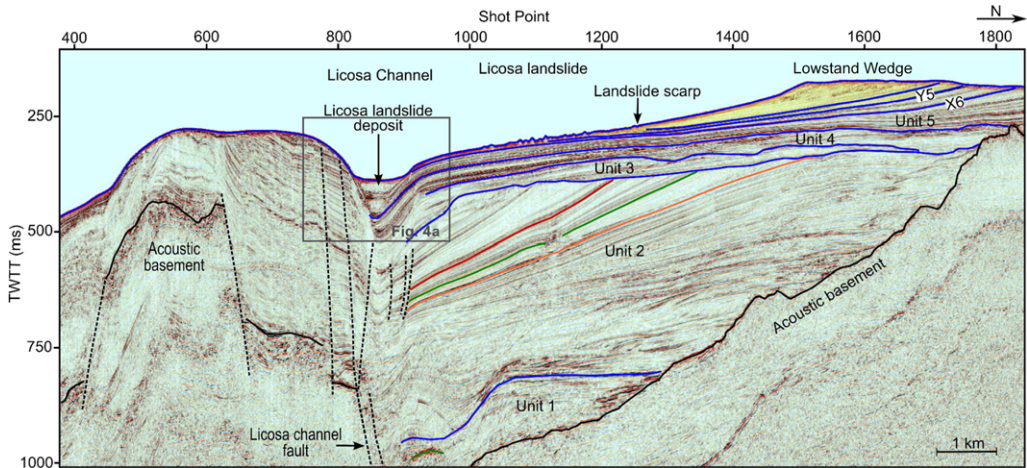 Shot Point
N
400 600 800 1000 1200 1400 1600 1800
Licosa Channel
Licosa landslide
Lowstand Wedge
Licosa landslide
deposit
Landslide scarp
Y5
X6
Unit 5
Unit 4
Unit 3
Fig. 4a
Unit 2
250
500
750
1000
TWTT (ms)
Acoustic
basement
Acoustic basement
Unit 1
Licosa channel
fault
1 km